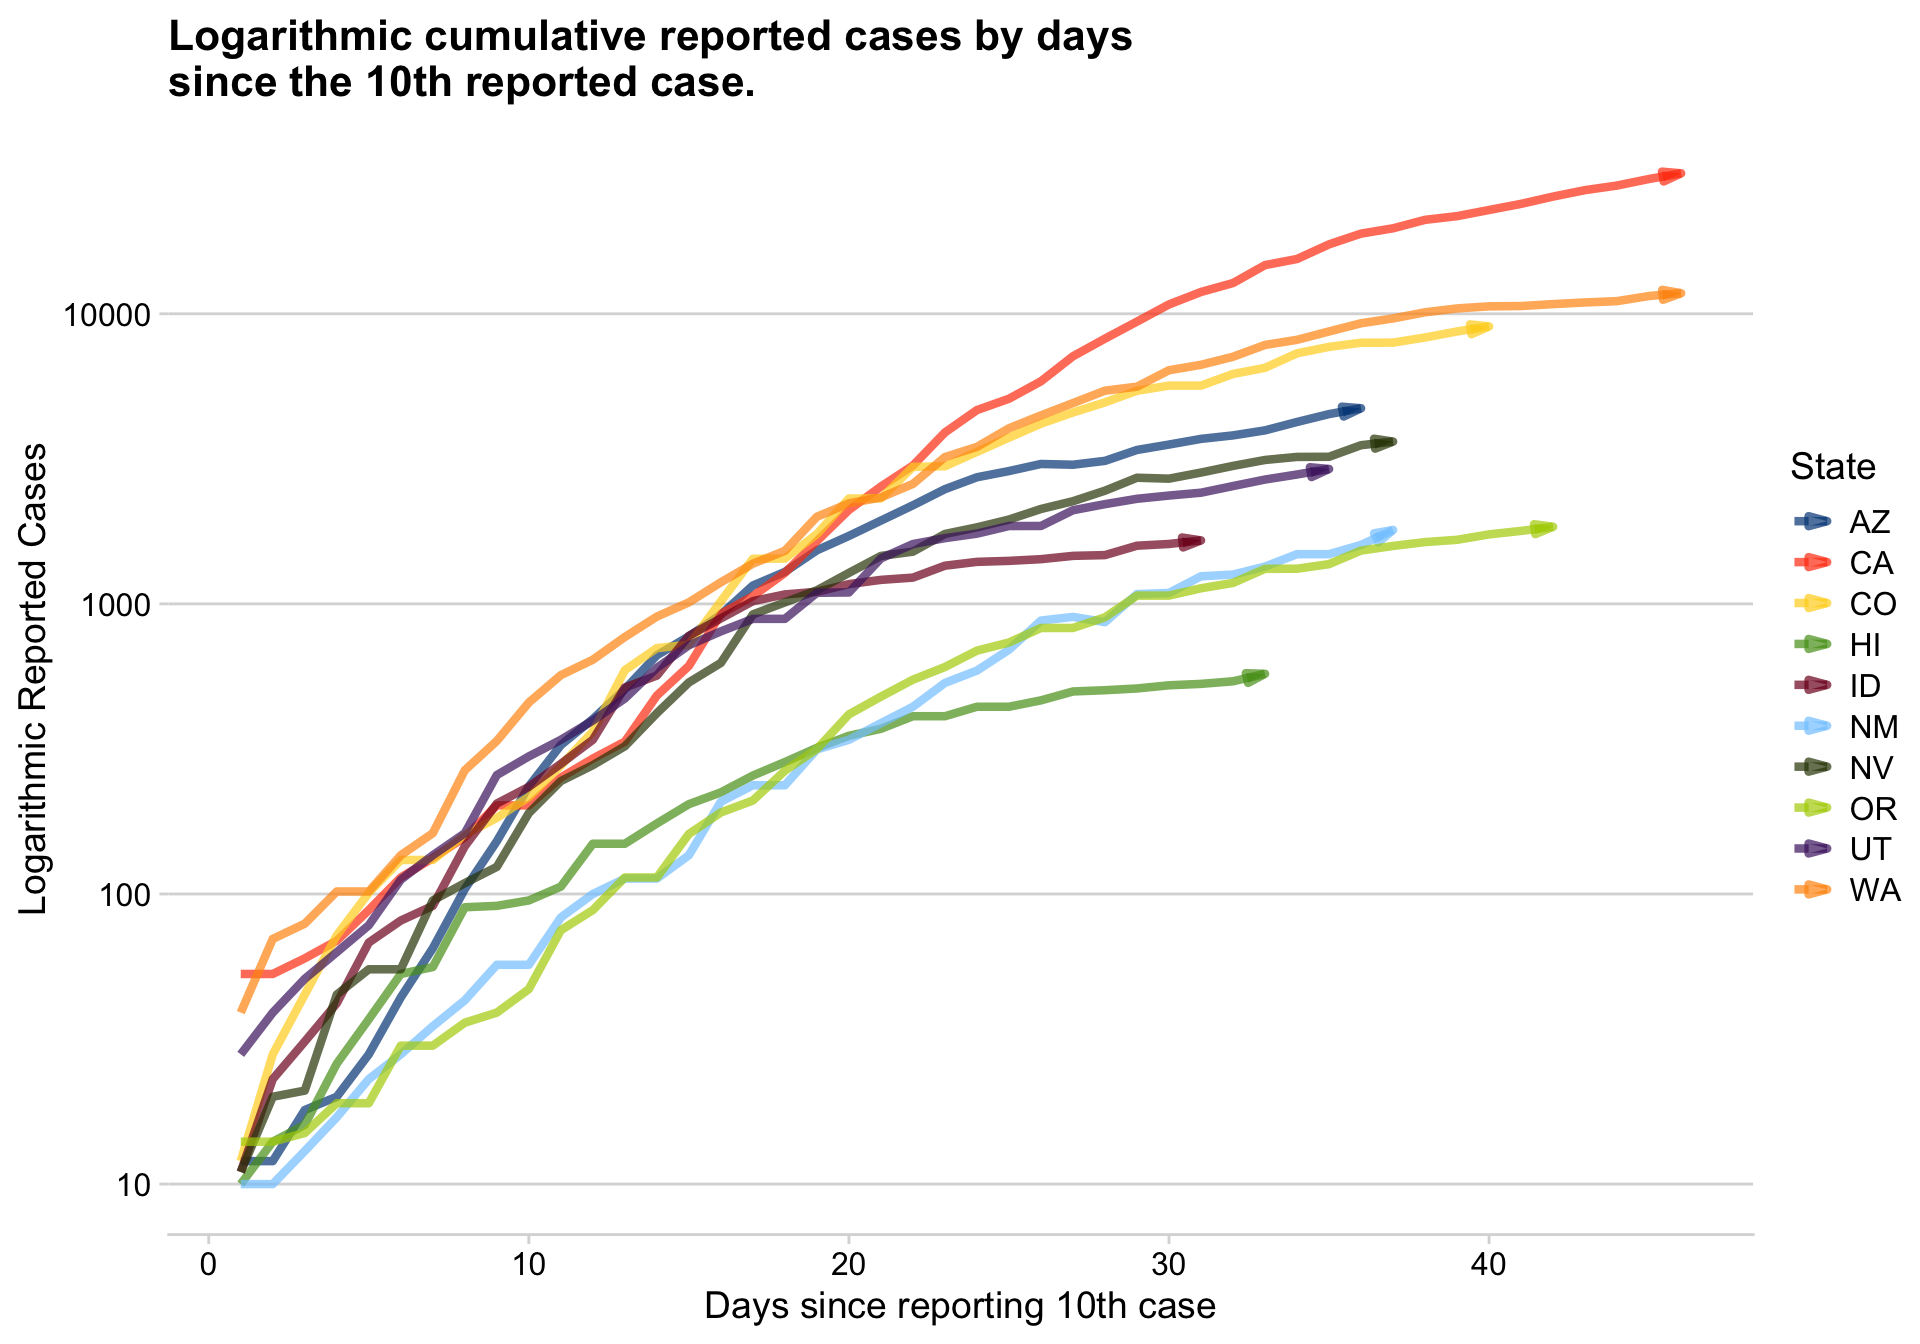 Logarithmic cumulative reported cases by days
since the 10th reported case.
Logarithmic Reported Cases
10000
1000
100
10
0
10
20
30
40
Days since reporting 10th case
State
AZ
CA
CO
HI
ID
NM
NV
OR
UT
WA